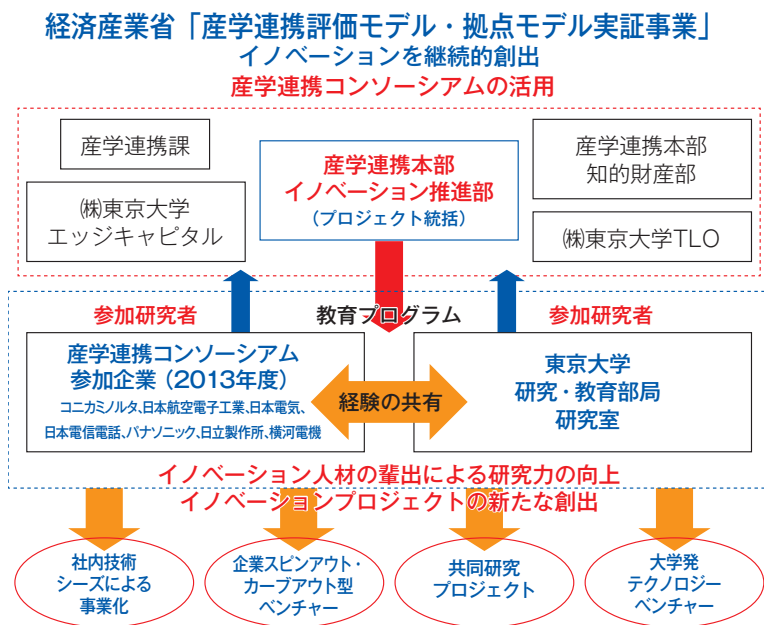 経済産業省「産学連携評価モデル・拠点モデル実証事業」
イノベーションを継続的創出
産学連携コンソーシアムの活用
産学連携課
㈱東京大学
エッジキャピタル
産学連携本部
イノベーション推進部
（プロジェクト統括）
産学連携本部
知的財産部
㈱東京大学TLO
参加研究者
教育プログラム
参加研究者
産学連携コンソーシアム
参加企業（2013年度）
コニカミノルタ、日本航空電子工業、日本電気、
日本電信電話、パナソニック、日立製作所、横河電機
経験の共有
東京大学
研究・教育部局
研究室
イノベーション人材の輩出による研究力の向上
イノベーションプロジェクトの新たな創出
社内技術
シーズによる
事業化
企業スピンアウト・
カーブアウト型
ベンチャー
共同研究
プロジェクト
大学発
テクノロジー
ベンチャー